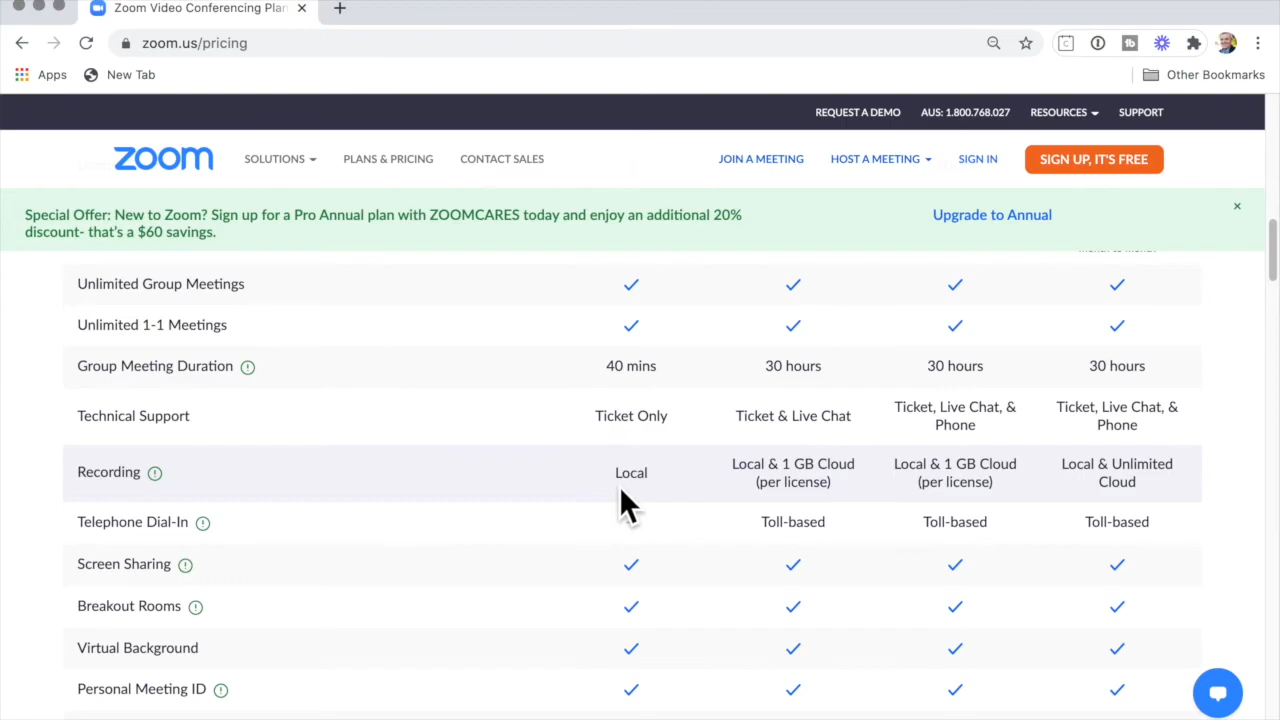 Zoom Video Conferencing Plan
zoom.us/pricing
Apps
New Tab
Other Bookmarks
REQUEST A DEMO
AUS: 1.800.768.027
RESOURCES
SUPPORT
zoom
SOLUTIONS
PLANS & PRICING
CONTACT SALES
JOIN A MEETING
HOST A MEETING
SIGN IN
SIGN UP, IT'S FREE
Special Offer: New to Zoom? Sign up for a Pro Annual plan with ZOOMCARES today and enjoy an additional 20%
discount- that's a $60 savings.
Upgrade to Annual
Unlimited Group Meetings
Unlimited 1-1 Meetings
Group Meeting Duration 40 mins 30 hours 30 hours 30 hours
Technical Support
Ticket Only
Ticket & Live Chat
Ticket, Live Chat, &
Phone
Ticket, Live Chat, &
Phone
Recording
Local
Local & 1 GB Cloud
(per license)
Local & 1 GB Cloud
(per license)
Local & Unlimited
Cloud
Telephone Dial-In Toll-based Toll-based Toll-based
Screen Sharing
Breakout Rooms
Virtual Background
Personal Meeting ID